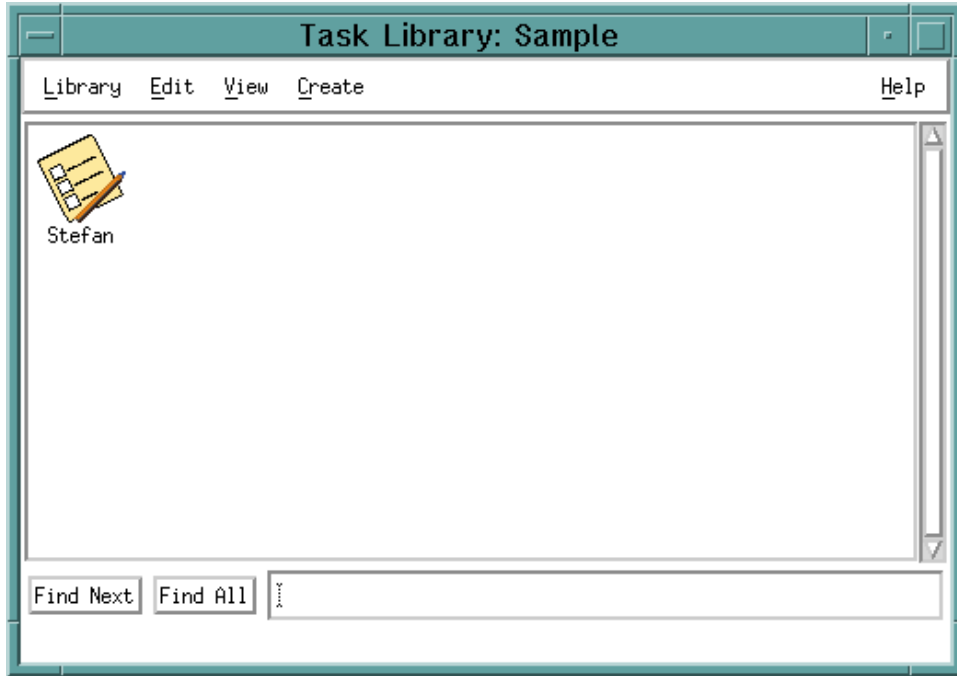 Task Library: Sample
Library Edit View Create Help
Stefan
Find Next Find All